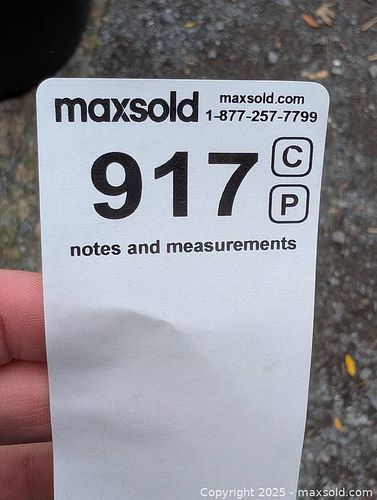 maxsold maxsold.com
1-877-257-7799
917 C
P
notes and measurements
Copyright 2025 - maxsold.com